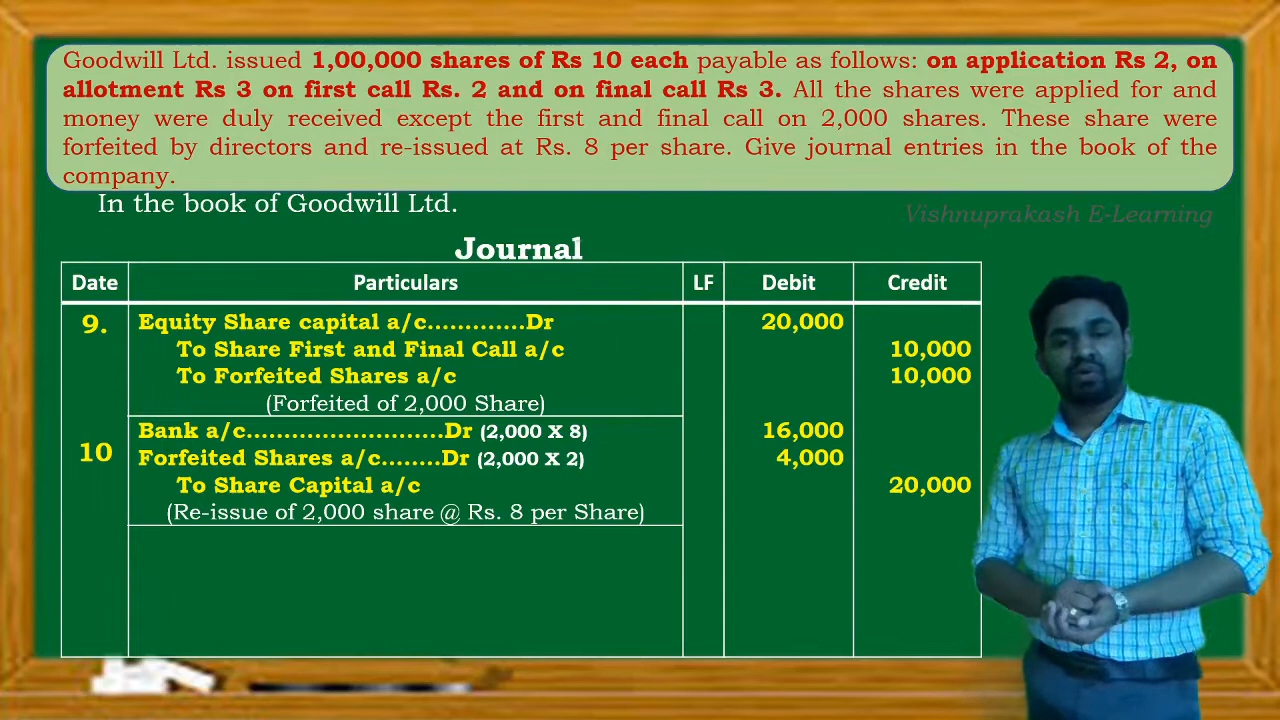 Goodwill Ltd. issued 1,00,000 shares of Rs 10 each payable as follows: on application Rs 2, on
allotment Rs 3 on first call Rs. 2 and on final call Rs 3. All the shares were applied for and
money were duly received except the first and final call on 2,000 shares. These share were
forfeited by directors and re-issued at Rs. 8 per share. Give journal entries in the book of the
company.
In the book of Goodwill Ltd.
Vishnuprakash E-Learning
Journal
Date Particulars LF Debit Credit
9. Equity Share capital a/c.............Dr 20,000
To Share First and Final Call a/c 10,000
To Forfeited Shares a/c 10,000
(Forfeited of 2,000 Share)
Bank a/c..........................Dr (2,000 X 8) 16,000
10 Forfeited Shares a/c........Dr (2,000 X 2) 4,000
To Share Capital a/c 20,000
(Re-issue of 2,000 share @ Rs. 8 per Share)